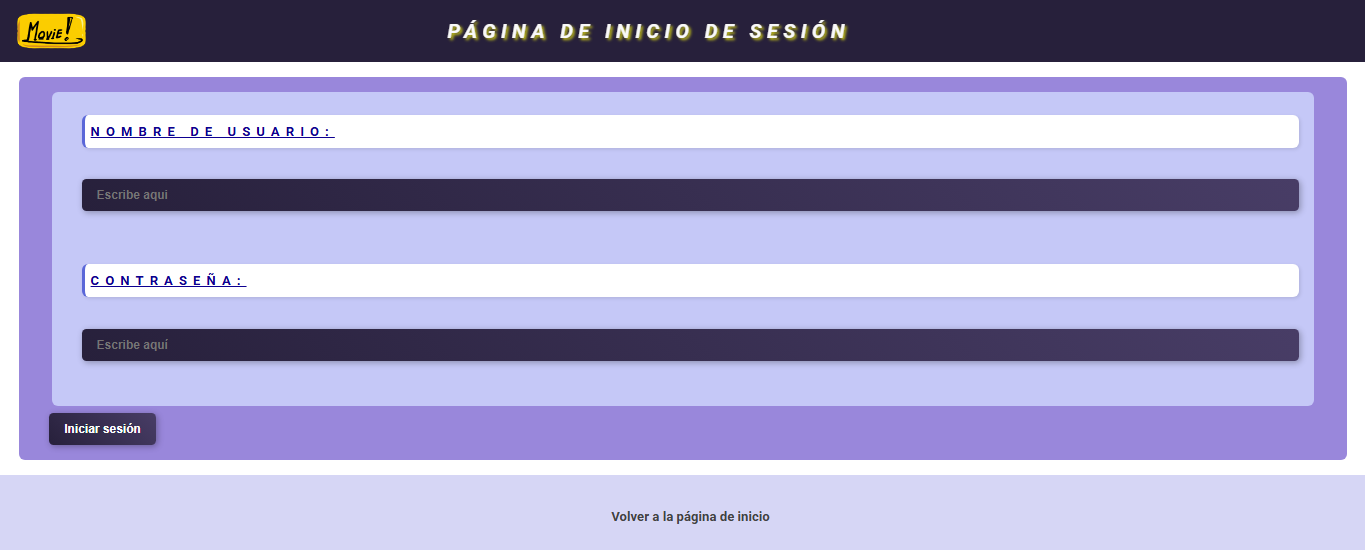 Movie!
PÁGINA DE INICIO DE SESIÓN
NOMBRE DE USUARIO:
Escribe aqui
CONTRASEÑA:
Escribe aquí
Iniciar sesión
Volver a la página de inicio